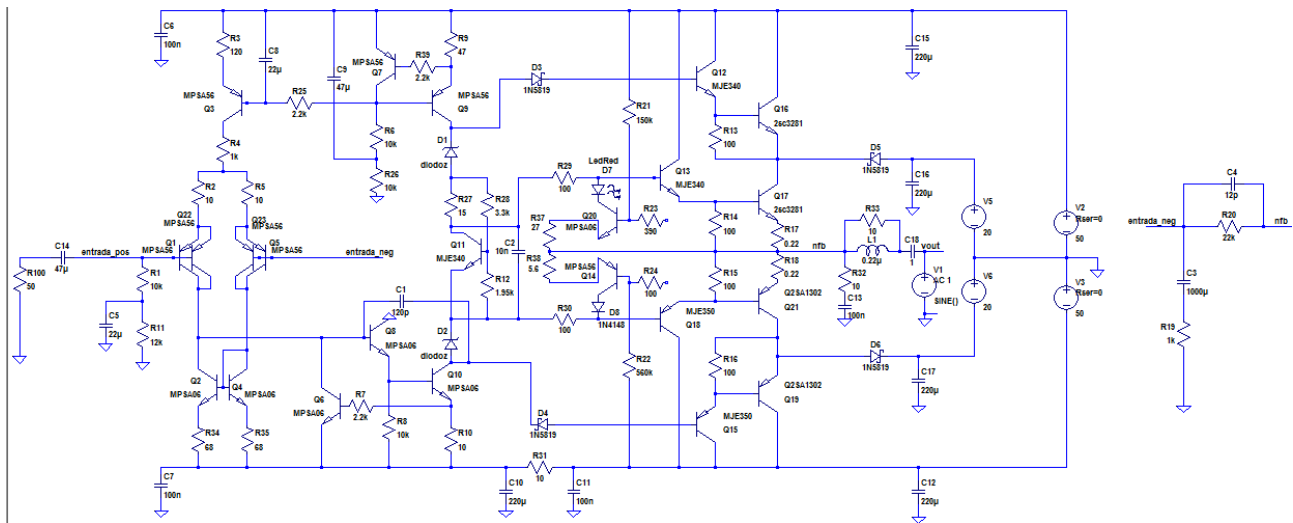 C6
100n
R3
120
C8
22µ
MPSA56
Q3
R25
2.2k
R4
1k
C9
47µ
MPSA56
Q7
R39
2.2k
R9
47
MPSA56
Q9
R6
10k
R26
10k
D1
diodoz
R27
15
R28
3.3k
Q11
MJE340
C2
10n
R12
1.95k
D2
diodoz
D3
1N5819
R21
150k
R29
100
LedRed
D7
Q20
MPSA06
R23
390
R37
27
R38
5.6
MPSA56
Q14
R24
100
D8
1N4148
R30
100
R22
560k
Q12
MJE340
Q16
2sc3281
R13
100
Q13
MJE340
Q17
2sc3281
R14
100
R17
0.22
R15
100
R18
0.22
Q2SA1302
Q21
MJE350
Q18
R16
100
Q2SA1302
Q19
MJE350
Q15
D4
1N5819
D5
1N5819
C16
220µ
C15
220µ
D6
1N5819
C17
220µ
C12
220µ
nfb
R33
10
L1
0.22µ
C18
1
vout
R32
10
C13
100n
V1
AC 1
SINE()
V5
20
V6
20
V2
Rser=0
50
V3
Rser=0
50
C4
12p
entrada_neg
R20
22k
nfb
C3
1000µ
R19
1k
R2
10
R5
10
Q22
MPSA56
Q1
MPSA56
Q23
MPSA56
Q5
MPSA56
C14
47µ
entrada_pos
entrada_neg
R100
50
R1
10k
C5
22µ
R11
12k
Q2
MPSA06
Q4
MPSA06
R34
68
R35
68
C7
100n
C1
120p
Q8
MPSA06
Q10
MPSA06
Q6
MPSA06
R7
2.2k
R8
10k
R10
10
R31
10
C10
220µ
C11
100n